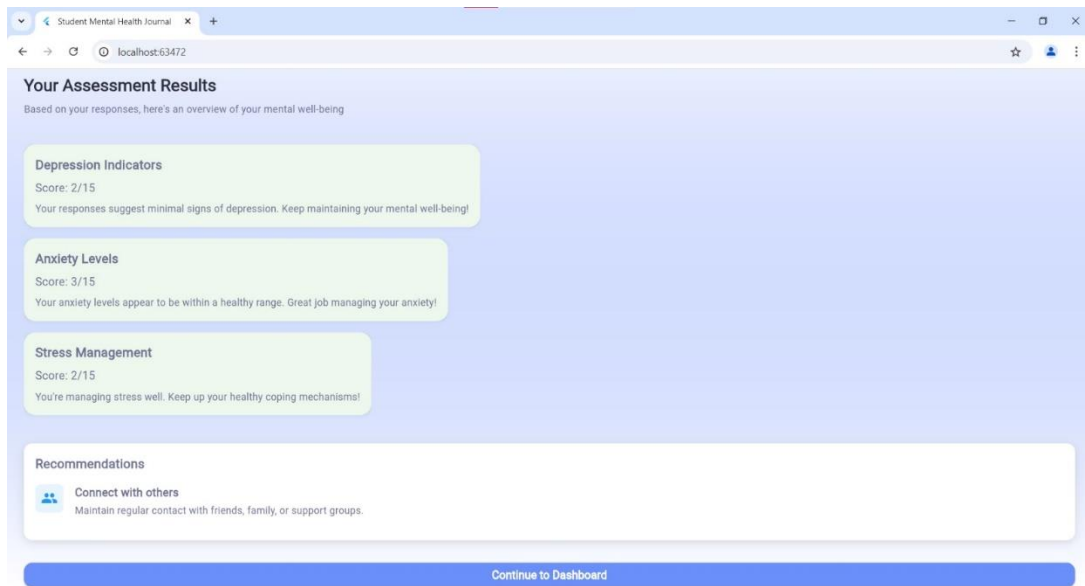 Student Mental Health Journal
localhost:63472
Your Assessment Results
Based on your responses, here's an overview of your mental well-being
Depression Indicators
Score: 2/15
Your responses suggest minimal signs of depression. Keep maintaining your mental well-being!
Anxiety Levels
Score: 3/15
Your anxiety levels appear to be within a healthy range. Great job managing your anxiety!
Stress Management
Score: 2/15
You're managing stress well. Keep up your healthy coping mechanisms!
Recommendations
Connect with others
Maintain regular contact with friends, family, or support groups.
Continue to Dashboard